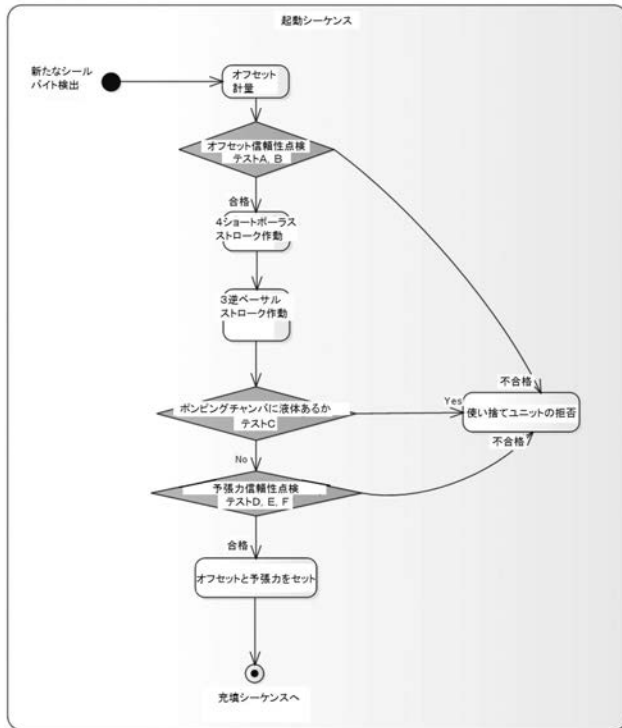 起動シーケンス
新たなシール
バイト検出
オフセット
計量
オフセット信頼性点検
テストA, B
合格
4ショートボーラス
ストローク作動
3逆ベーサル
ストローク作動
不合格
ポンピングチャンバに液体あるか
テストC
Yes
使い捨てユニットの拒否
不合格
No
予張力信頼性点検
テストD, E, F
合格
オフセットと予張力をセット
充填シーケンスへ